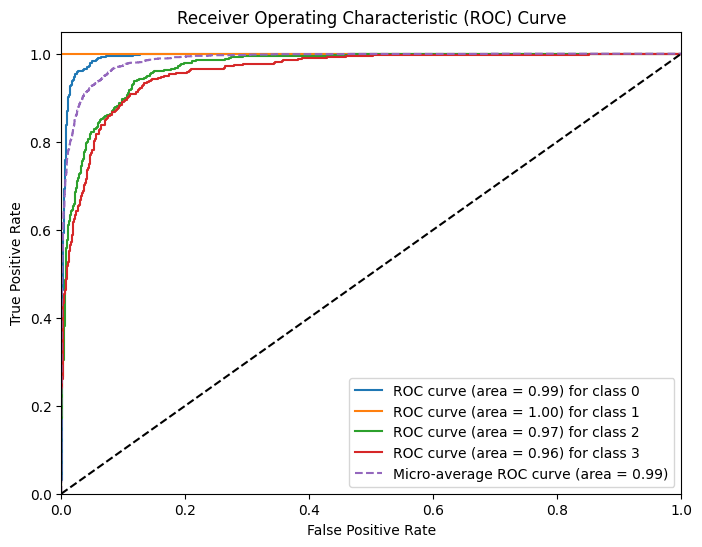 Receiver Operating Characteristic (ROC) Curve
True Positive Rate
1.0
0.8
0.6
0.4
0.2
0.0
ROC curve (area = 0.99) for class 0
ROC curve (area = 1.00) for class 1
ROC curve (area = 0.97) for class 2
ROC curve (area = 0.96) for class 3
Micro-average ROC curve (area = 0.99)
0.0 0.2 0.4 0.6 0.8 1.0
False Positive Rate